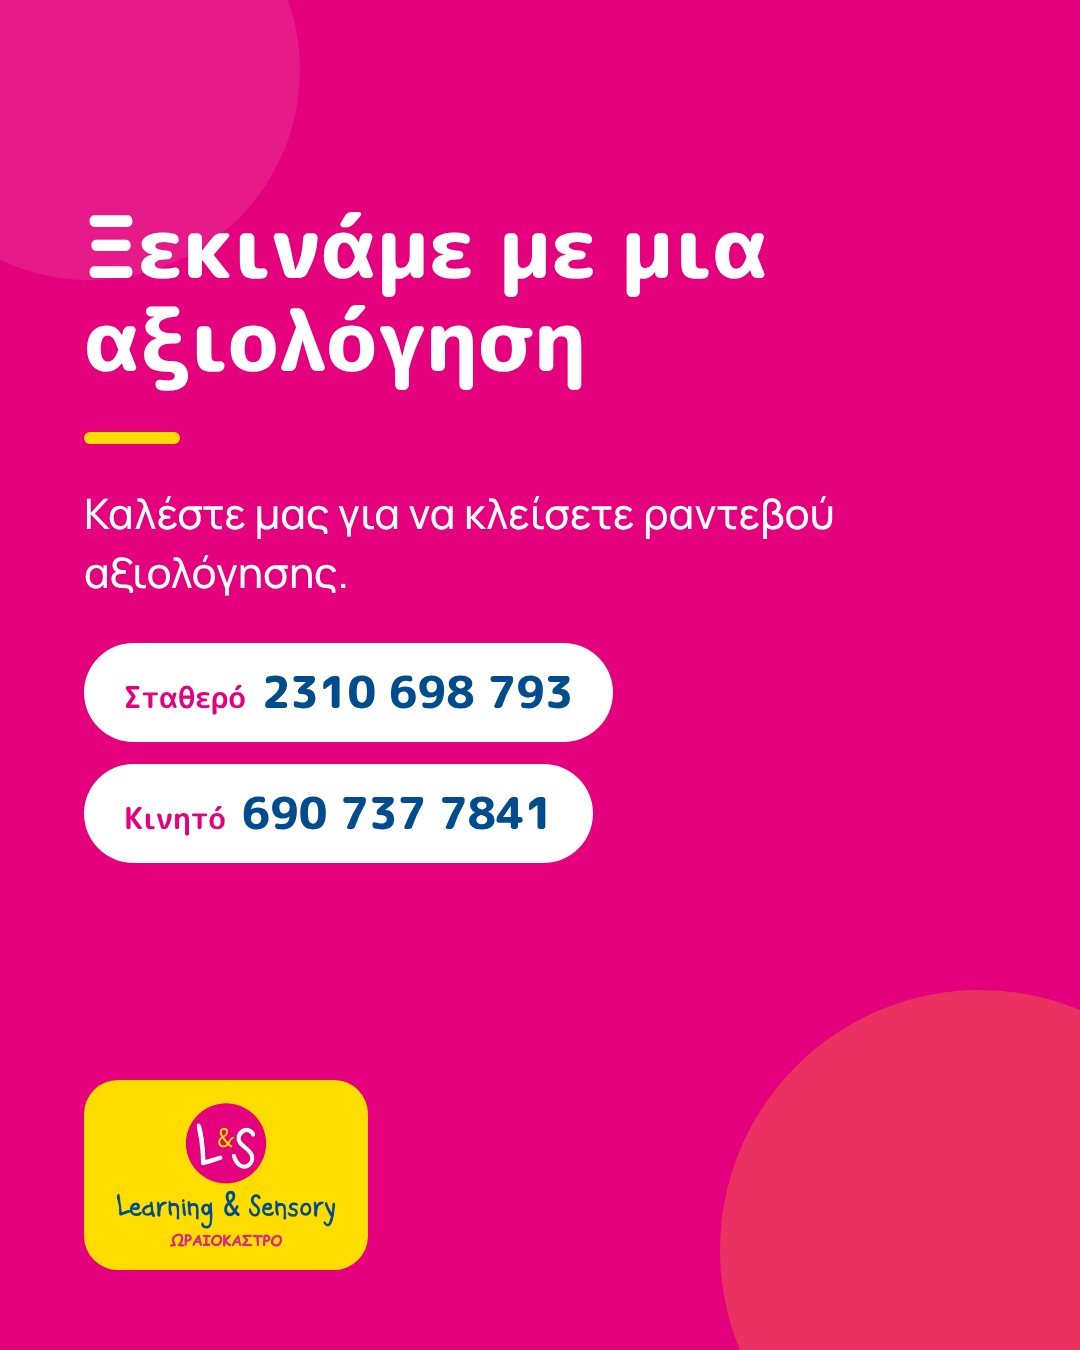 Ξεκινάμε με μια
αξιολόγηση
Καλέστε μας για να κλείσετε ραντεβού
αξιολόγησης.
Σταθερό 2310 698 793
Κινητό 690 737 7841
L&S
Learning & Sensory
ΩΡΑΙΟΚΑΣΤΡΟ